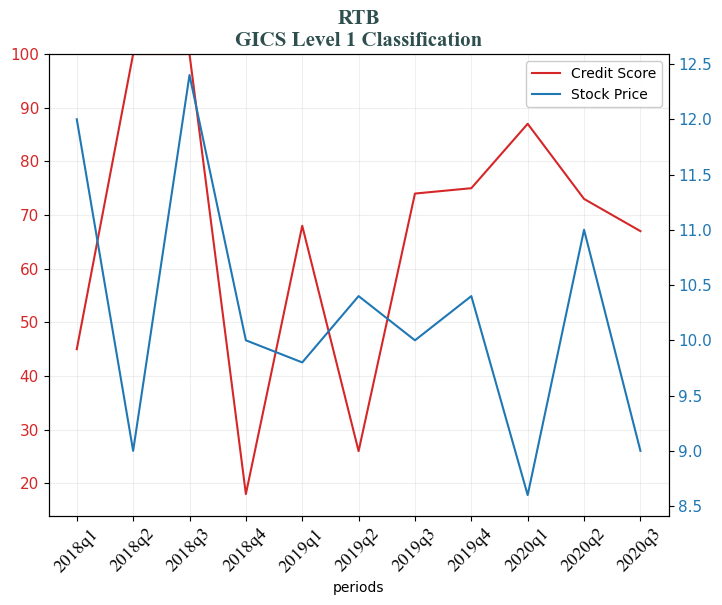 RTB
GICS Level 1 Classification
100
90
80
70
60
50
40
30
20
12.5
12.0
11.5
11.0
10.5
10.0
9.5
9.0
8.5
Credit Score
Stock Price
2018q1
2018q2
2018q3
2018q4
2019q1
2019q2
2019q3
2019q4
2020q1
2020q2
2020q3
periods